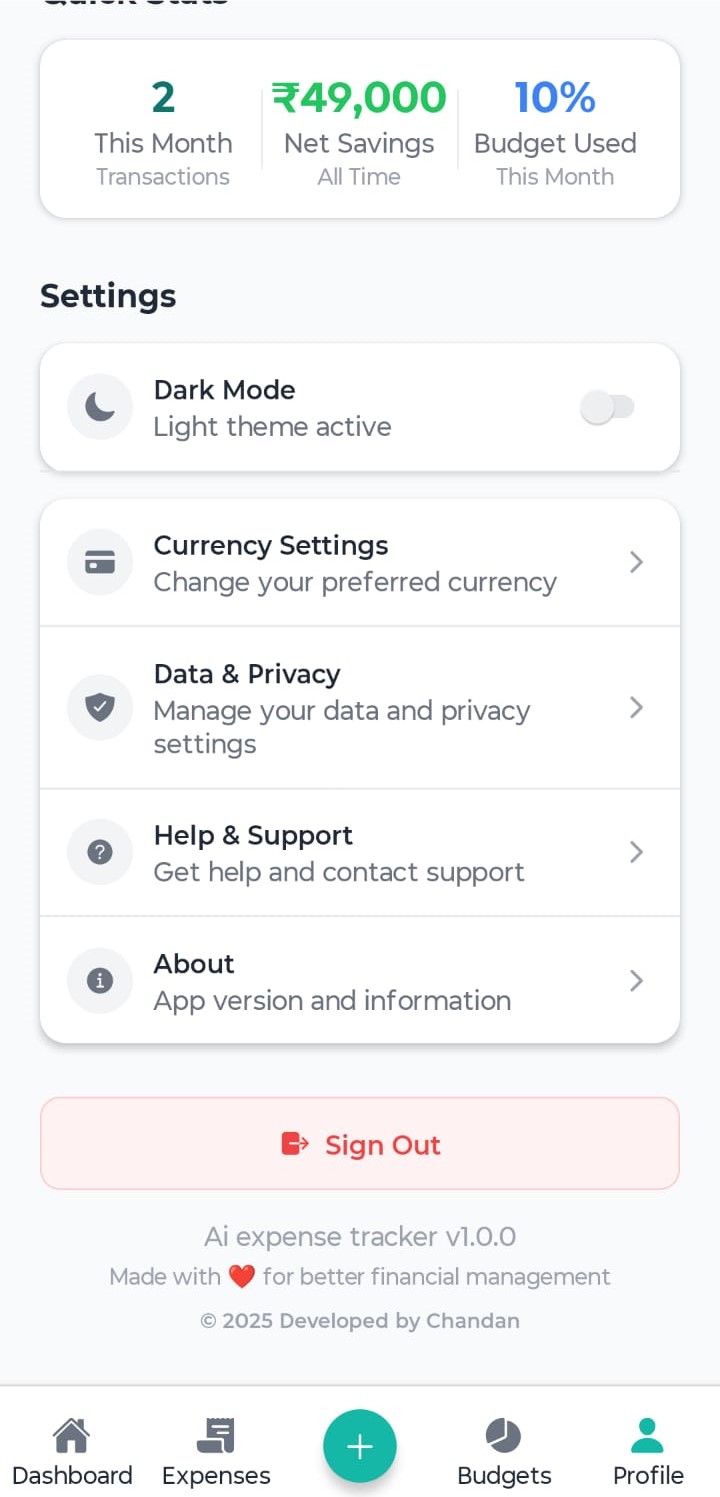 Quick Stats
2
This Month
Transactions
₹49,000
Net Savings
All Time
10%
Budget Used
This Month
Settings
Dark Mode
Light theme active
Currency Settings
Change your preferred currency
Data & Privacy
Manage your data and privacy
settings
Help & Support
Get help and contact support
About
App version and information
Sign Out
Ai expense tracker v1.0.0
Made with ❤️ for better financial management
© 2025 Developed by Chandan
Dashboard
Expenses
Budgets
Profile